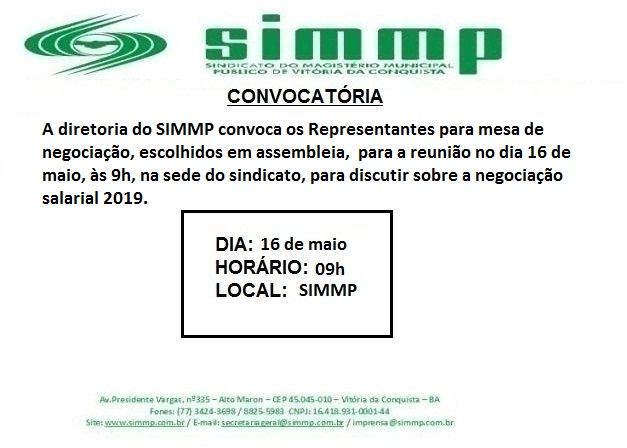 simmp
SINDICATO DO MAGISTÉRIO MUNICIPAL
PÚBLICO DE VITÓRIA DA CONQUISTA
CONVOCATÓRIA
A diretoria do SIMMP convoca os Representantes para mesa de
negociação, escolhidos em assembleia, para a reunião no dia 16 de
maio, às 9h, na sede do sindicato, para discutir sobre a negociação
salarial 2019.
DIA: 16 de maio
HORÁRIO: 09h
LOCAL: SIMMP
Av.Presidente Vargas, nº335 – Alto Maron – CEP 45.045-010 – Vitória da Conquista – BA
Fones: (77) 3424-3698 / 8825-5983 CNPJ: 16.418.931-0001-44
Site: www.simmp.com.br / E-mail: secretariageral@simmp.com.br / imprensa@simmp.com.br